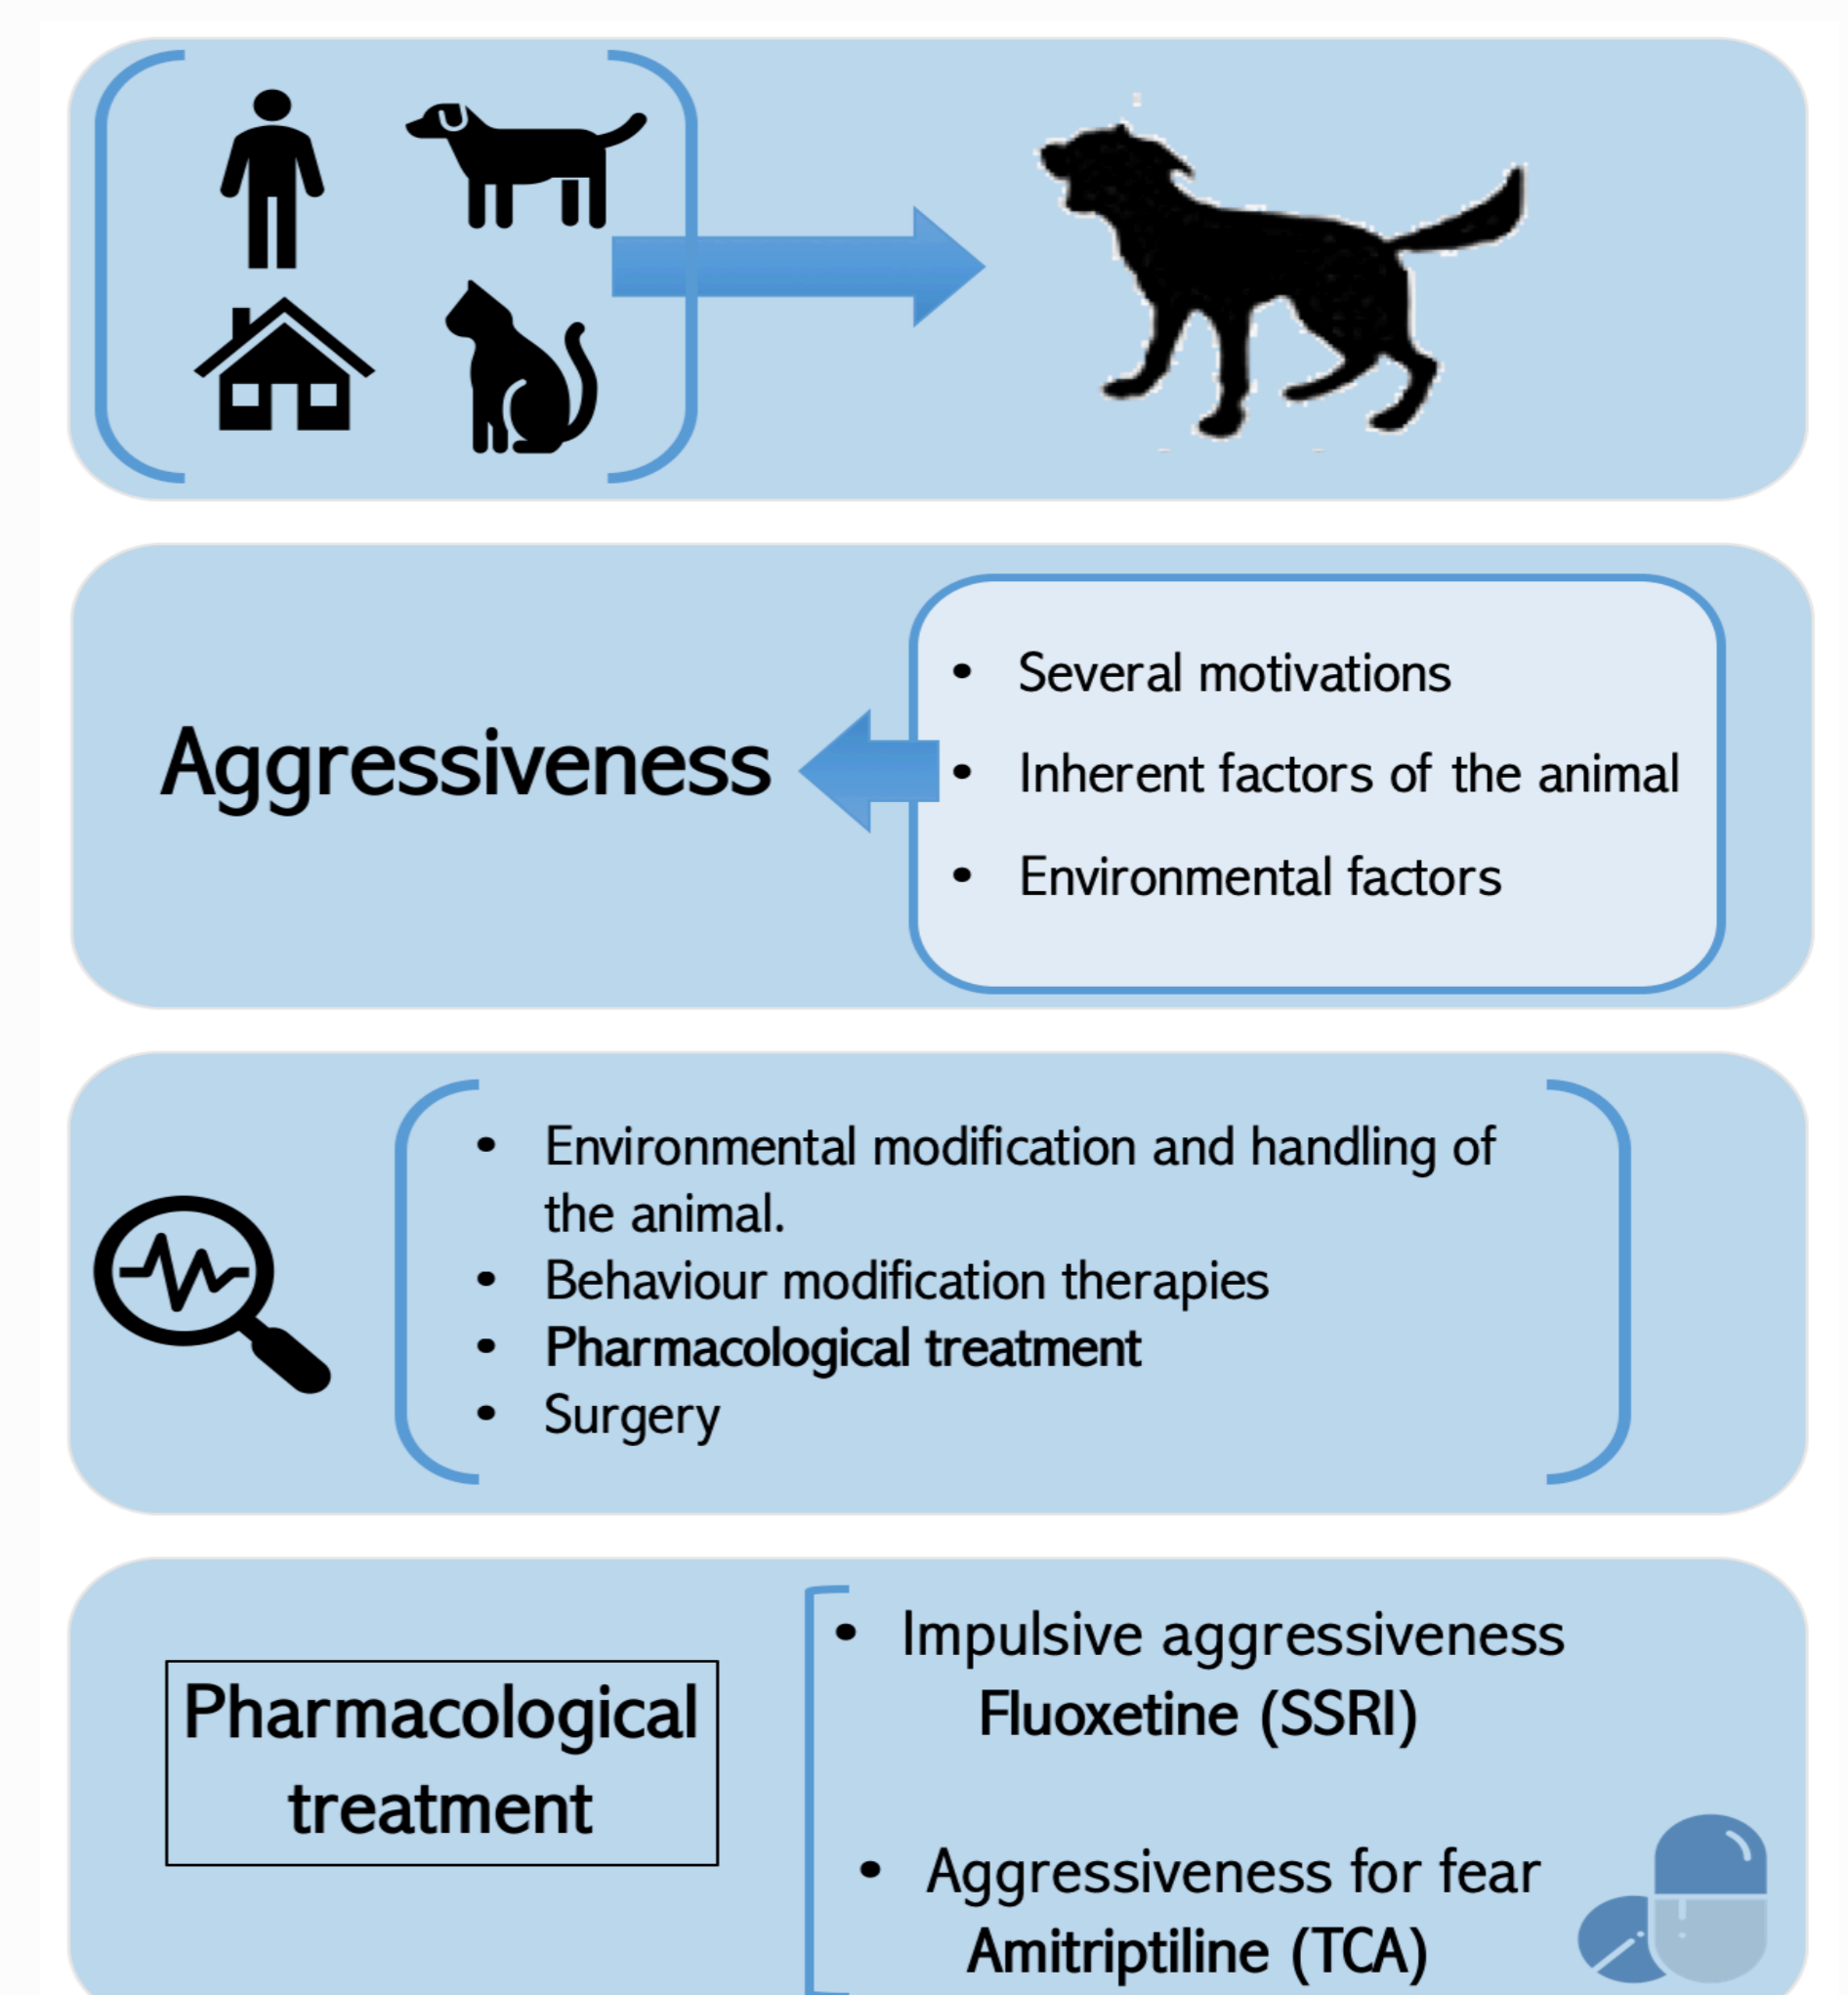 Aggressiveness
• Several motivations
• Inherent factors of the animal
• Environmental factors
• Environmental modification and handling of
the animal.
• Behaviour modification therapies
• Pharmacological treatment
• Surgery
Pharmacological
treatment
• Impulsive aggressiveness
Fluoxetine (SSRI)
• Aggressiveness for fear
Amitriptiline (TCA)